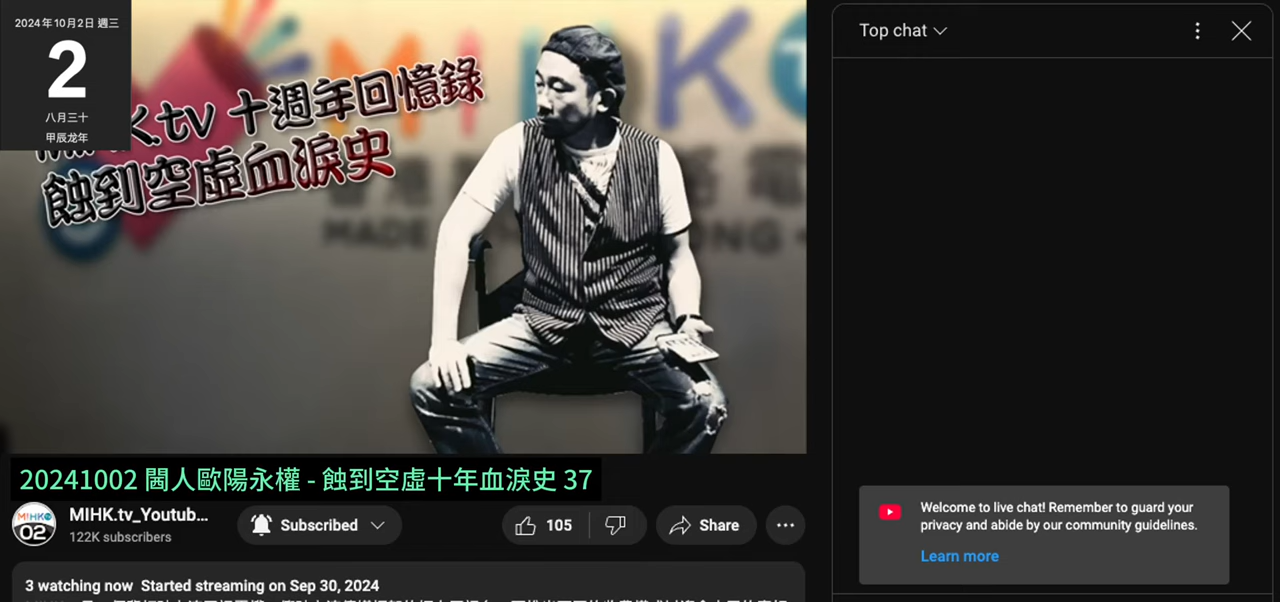 2024年10月2日 週三
2
八月三十
甲辰龙年
K.tv 十週年回憶錄
蝕到空虛血淚史
MADE
20241002 閪人歐陽永權 - 蝕到空虛十年血淚史 37
MIHK.tv_Youtub...
122K subscribers
Subscribed
105
Share
3 watching now Started streaming on Sep 30, 2024
Top chat
Welcome to live chat! Remember to guard your
privacy and abide by our community guidelines.
Learn more